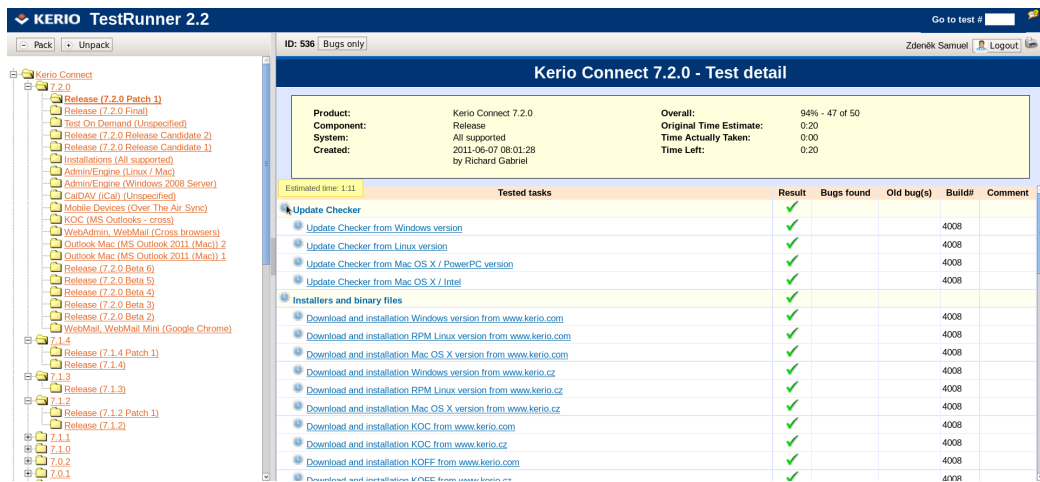 KERIO TestRunner 2.2
Go to test #
Pack Unpack
ID: 536 Bugs only
Zdeněk Samuel Logout
Kerio Connect
7.2.0
Release (7.2.0 Patch 1)
Release (7.2.0 Final)
Test On Demand (Unspecified)
Release (7.2.0 Release Candidate 2)
Release (7.2.0 Release Candidate 1)
Installations (All supported)
Admin/Engine (Linux / Mac)
Admin/Engine (Windows 2008 Server)
CalDAV (iCal) (Unspecified)
Mobile Devices (Over The Air Sync)
KOC (MS Outlooks - cross)
WebAdmin, WebMail (Cross browsers)
Outlook Mac (MS Outlook 2011 (Mac)) 2
Outlook Mac (MS Outlook 2011 (Mac)) 1
Release (7.2.0 Beta 6)
Release (7.2.0 Beta 5)
Release (7.2.0 Beta 4)
Release (7.2.0 Beta 3)
Release (7.2.0 Beta 2)
WebMail, WebMail Mini (Google Chrome)
7.1.4
Release (7.1.4 Patch 1)
Release (7.1.4)
7.1.3
Release (7.1.3)
7.1.2
Release (7.1.2 Patch 1)
Release (7.1.2)
7.1.1
7.1.0
7.0.2
7.0.1
Kerio Connect 7.2.0 - Test detail
Product: Kerio Connect 7.2.0 Overall: 94% - 47 of 50
Component: Release Original Time Estimate: 0:20
System: All supported Time Actually Taken: 0:00
Created: 2011-06-07 08:01:28 Time Left: 0:20
by Richard Gabriel
Estimated time: 1:11
Tested tasks Result Bugs found Old bug(s) Build# Comment
Update Checker
Update Checker from Windows version 4008
Update Checker from Linux version 4008
Update Checker from Mac OS X / PowerPC version 4008
Update Checker from Mac OS X / Intel 4008
Installers and binary files
Download and installation Windows version from www.kerio.com 4008
Download and installation RPM Linux version from www.kerio.com 4008
Download and installation Mac OS X version from www.kerio.com 4008
Download and installation Windows version from www.kerio.cz 4008
Download and installation RPM Linux version from www.kerio.cz 4008
Download and installation Mac OS X version from www.kerio.cz 4008
Download and installation KOC from www.kerio.com 4008
Download and installation KOC from www.kerio.cz 4008
Download and installation KOFF from www.kerio.com 4008
Download and installation KOFF from www.kerio.cz 4008